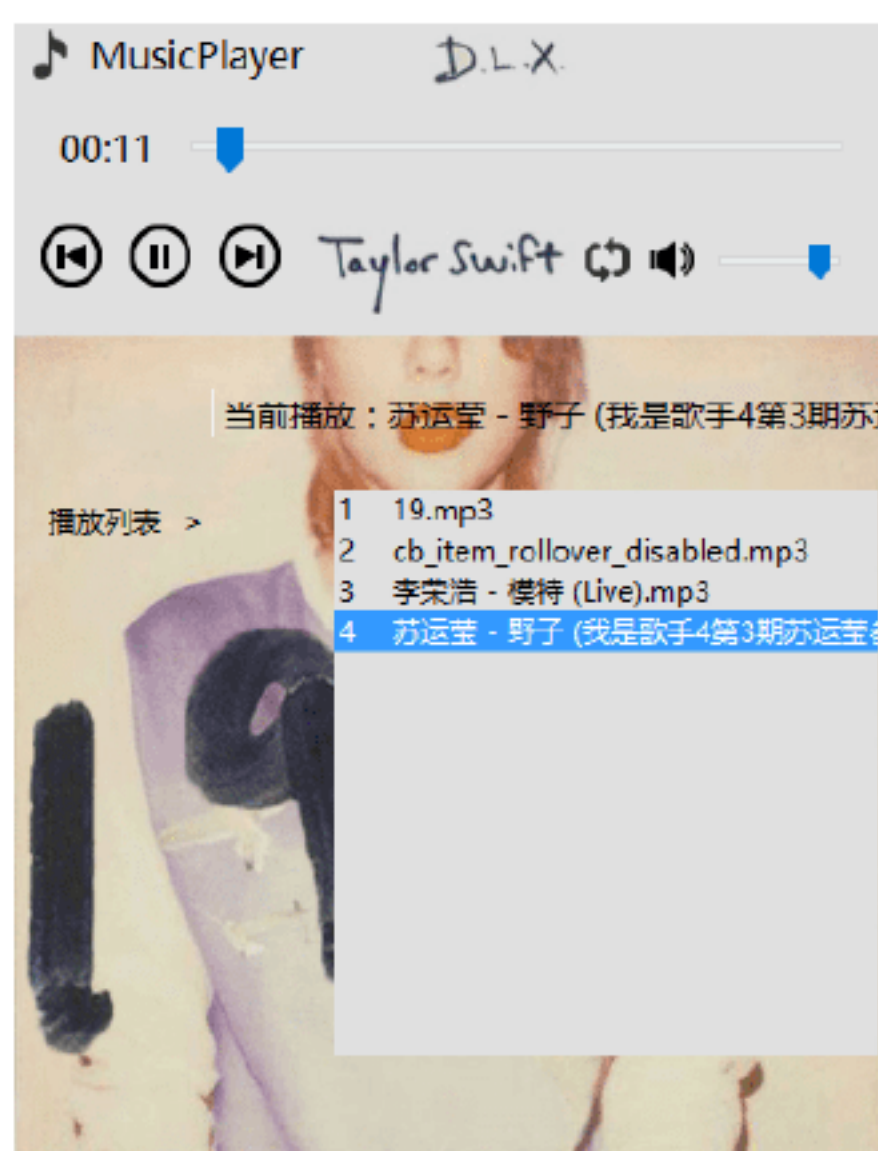 MusicPlayer D.L.X.
00:11
Taylor Swift
当前播放：苏运莹 - 野子 (我是歌手4第3期苏
播放列表 >
1 19.mp3
2 cb_item_rollover_disabled.mp3
3 李荣浩 - 模特 (Live).mp3
4 苏运莹 - 野子 (我是歌手4第3期苏运莹